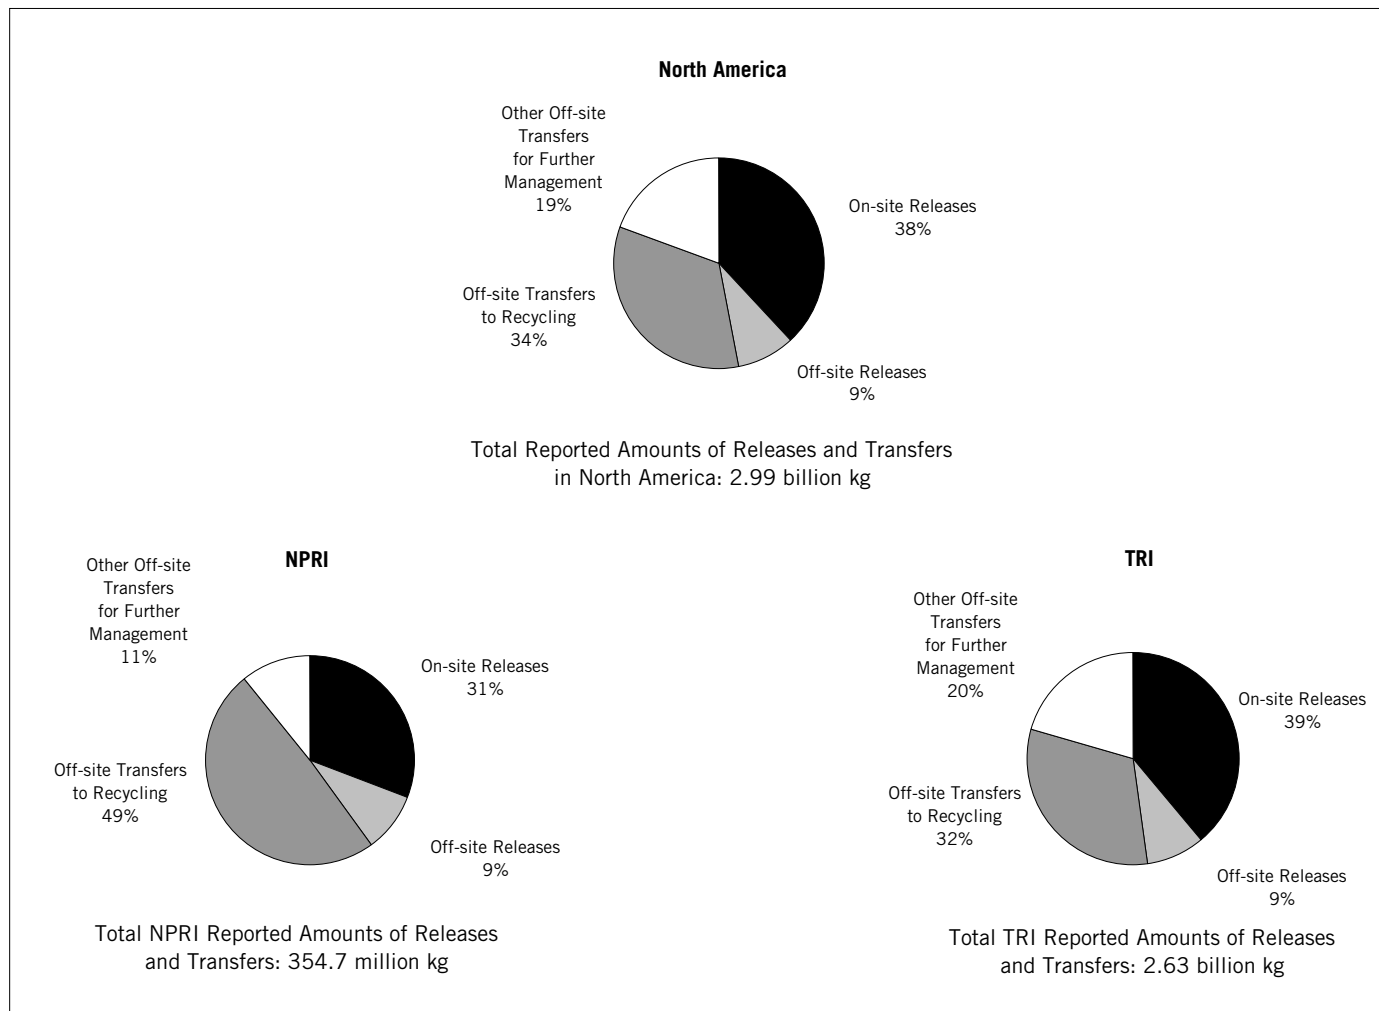 North America
Other Off-site
Transfers
for Further
Management
19%
On-site Releases
38%
Off-site Transfers
to Recycling
34%
Off-site Releases
9%
Total Reported Amounts of Releases and Transfers
in North America: 2.99 billion kg
NPRI
Other Off-site
Transfers
for Further
Management
11%
On-site Releases
31%
Off-site Transfers
to Recycling
49%
Off-site Releases
9%
Total NPRI Reported Amounts of Releases
and Transfers: 354.7 million kg
TRI
Other Off-site
Transfers
for Further
Management
20%
On-site Releases
39%
Off-site Transfers
to Recycling
32%
Off-site Releases
9%
Total TRI Reported Amounts of Releases
and Transfers: 2.63 billion kg